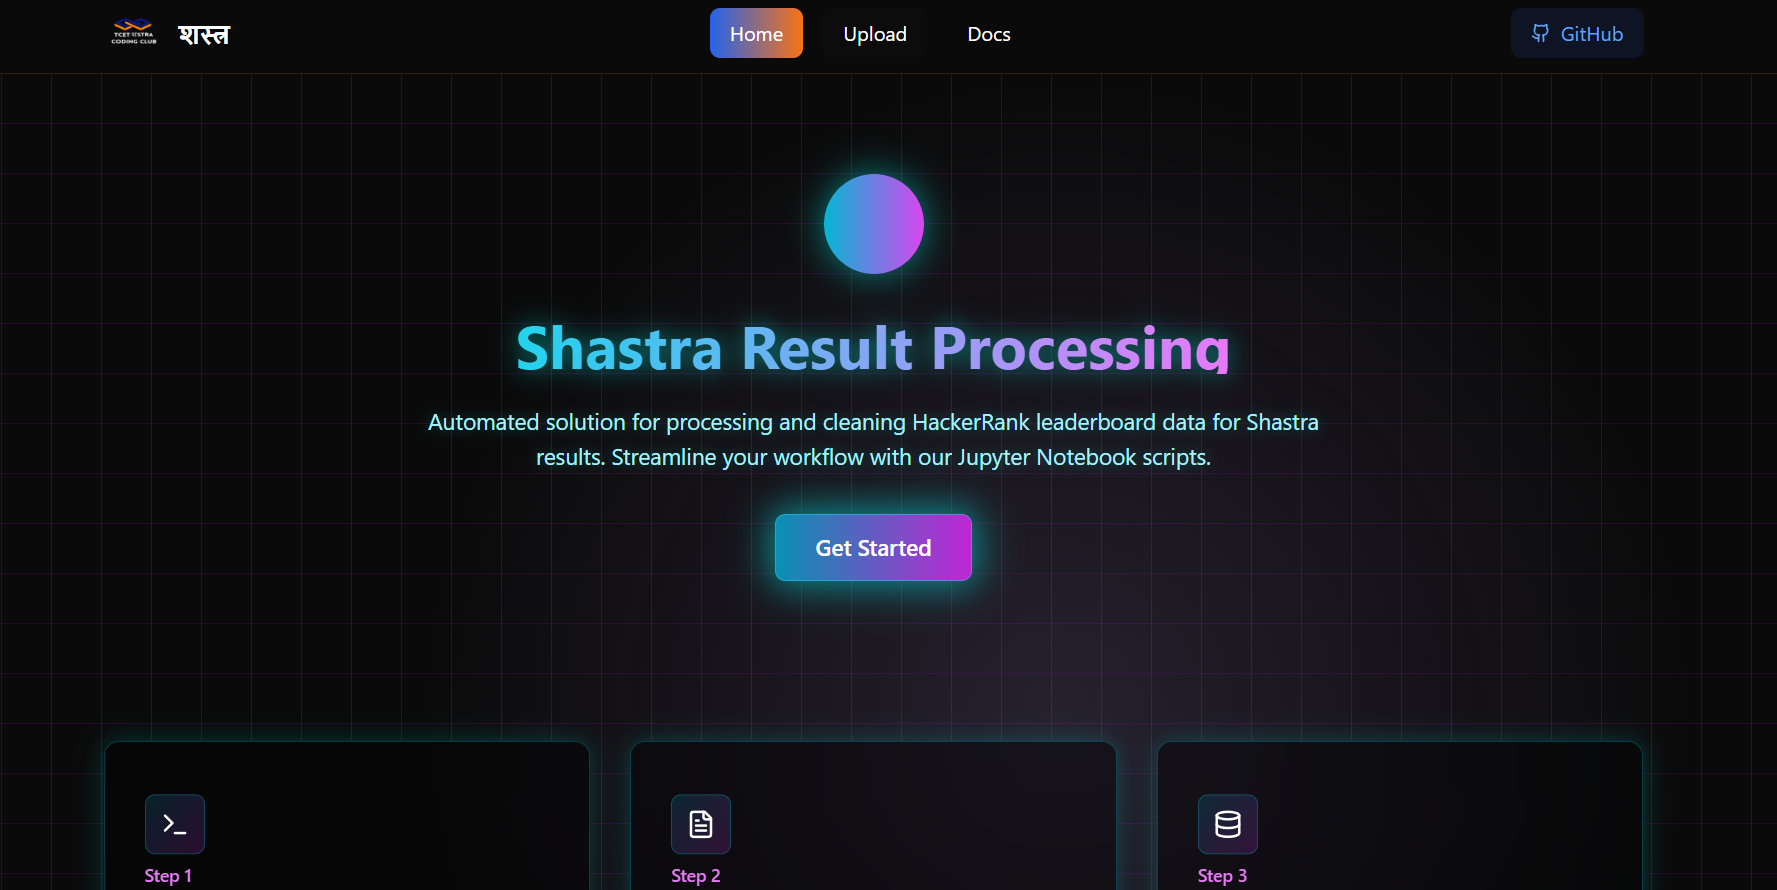 TCET SHASTRA
CODING CLUB
शस्त्र
Home
Upload
Docs
GitHub
Shastra Result Processing
Automated solution for processing and cleaning HackerRank leaderboard data for Shastra
results. Streamline your workflow with our Jupyter Notebook scripts.
Get Started
Step 1
Step 2
Step 3